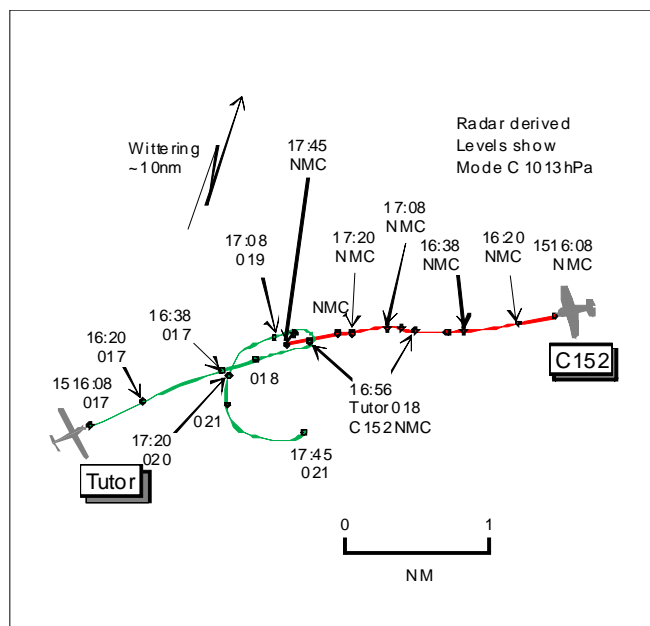 Wittering
~10nm
17:45
NMC
Radar derived
Levels show
Mode C 1013hPa
17:08
NMC
17:08
019
17:20
NMC
16:38
NMC
16:20
NMC
1516:08
NMC
NMC
16:38
017
16:20
017
C152
1516:08
017
018
16:56
Tutor 018
C152 NMC
021
17:20
020
17:45
021
Tutor
0
1
NM